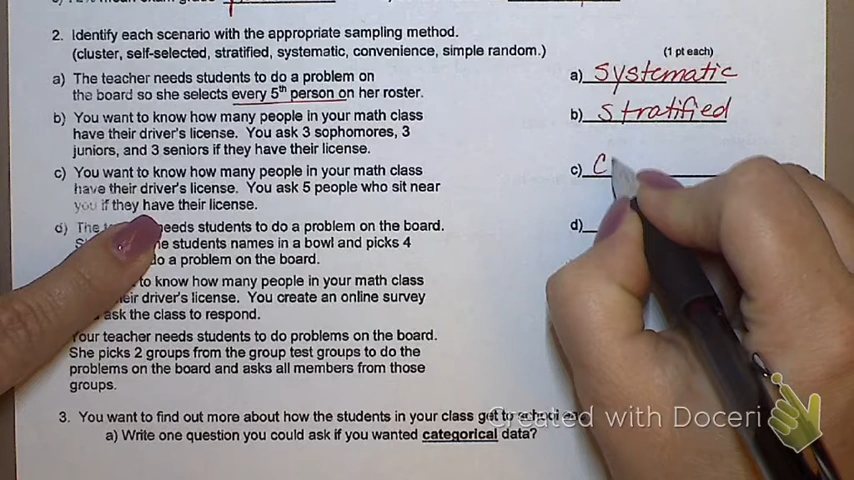 2. Identify each scenario with the appropriate sampling method.
(cluster, self-selected, stratified, systematic, convenience, simple random.)
(1 pt each)
a) The teacher needs students to do a problem on
the board so she selects every 5th person on her roster.
a) systematic
b) You want to know how many people in your math class
have their driver's license. You ask 3 sophomores, 3
juniors, and 3 seniors if they have their license.
b) stratified
c) You want to know how many people in your math class
have their driver's license. You ask 5 people who sit near
you if they have their license.
c) C
d) The needs students to do a problem on the board.
the students names in a bowl and picks 4
do a problem on the board.
d)
to know how many people in your math class
driver's license. You create an online survey
ask the class to respond.
Your teacher needs students to do problems on the board.
She picks 2 groups from the group test groups to do the
problems on the board and asks all members from those
groups.
3. You want to find out more about how the students in your class get to school
a) Write one question you could ask if you wanted categorical data?
Created with Doceri